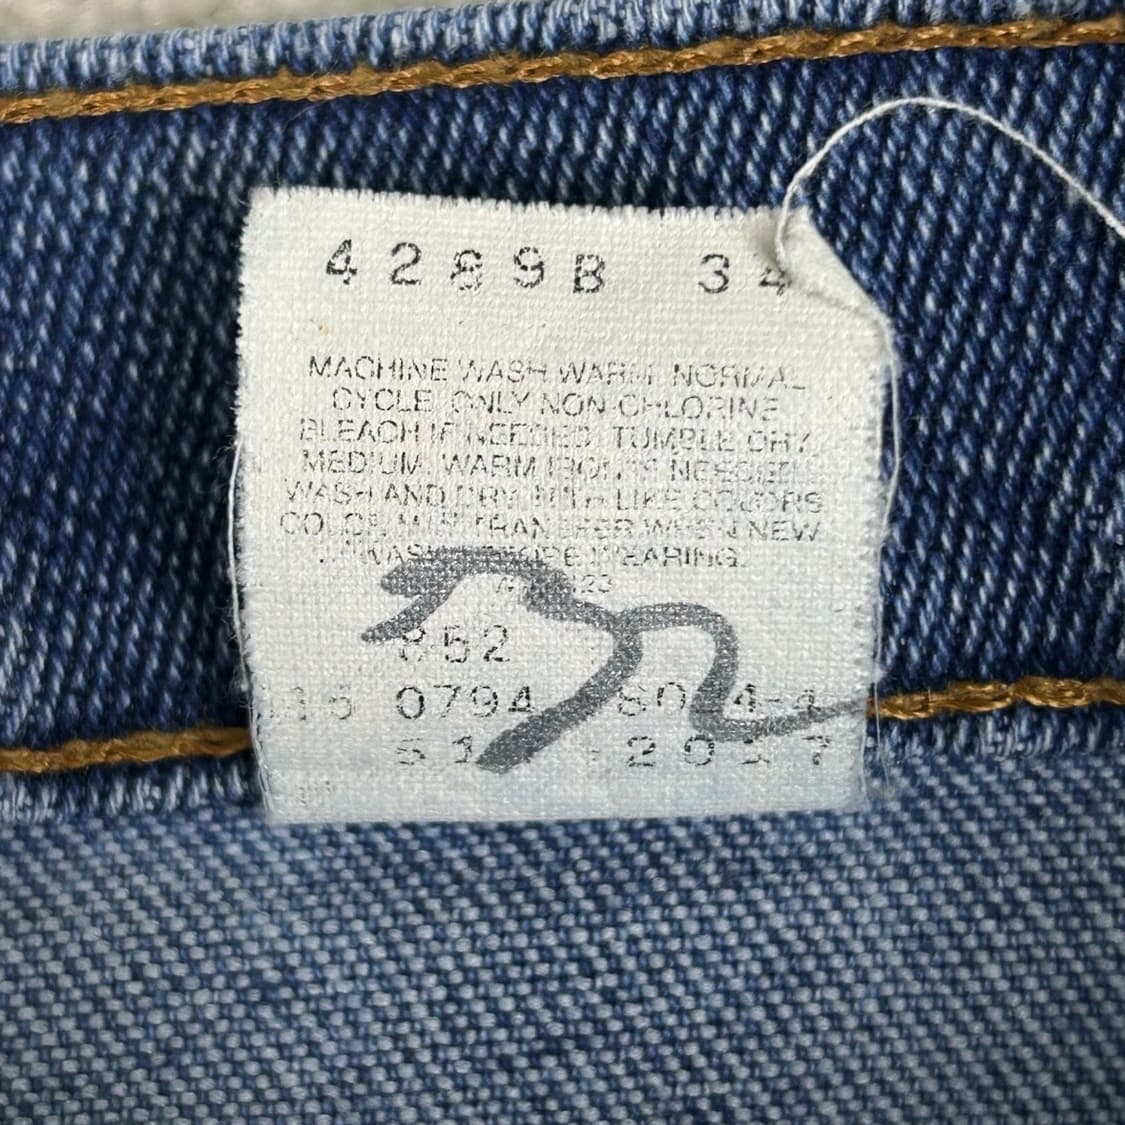 4289B 34
MACHINE WASH WARM NORMAL
CYCLE ONLY NON-CHLORINE
BLEACH IF NEEDED TUMBLE DRY
MEDIUM WARM IRON IF NEEDED
WASH AND DRY WITH LIKE COLORS
COLOR MAY TRANSFER WHEN NEW
WASH BEFORE WEARING.
852
0794